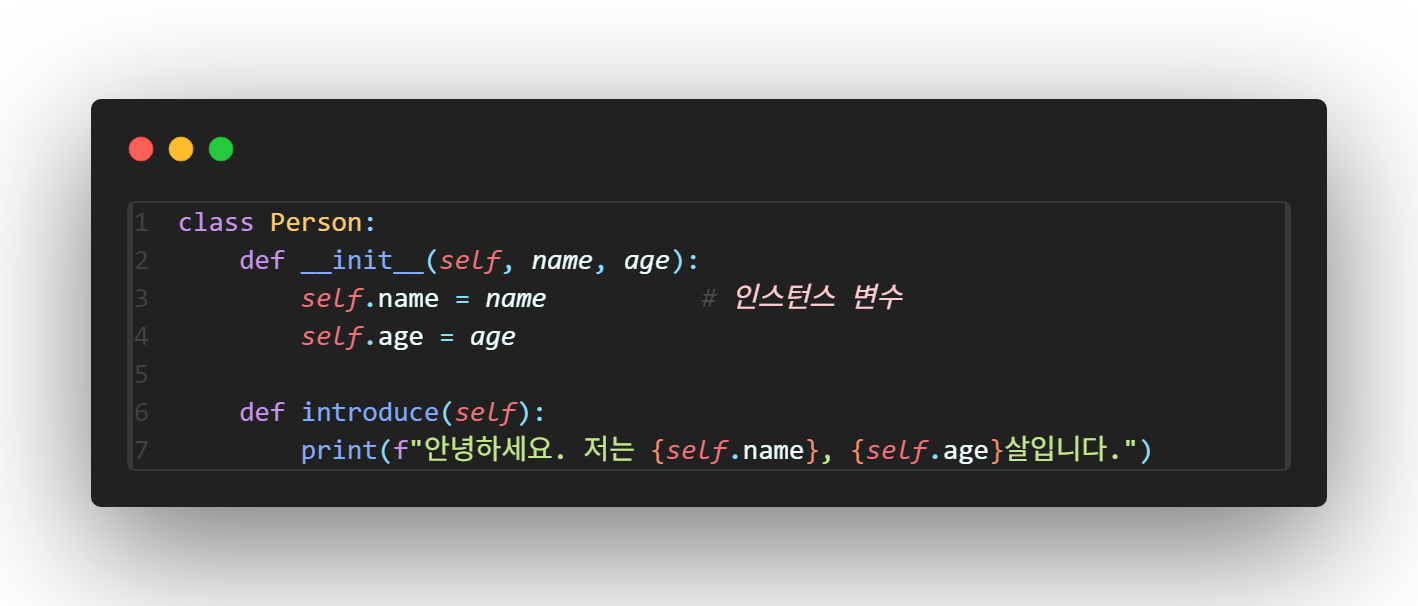 1 class Person:
2     def __init__(self, name, age):
3         self.name = name          # 인스턴스 변수
4         self.age = age
5
6     def introduce(self):
7         print(f"안녕하세요. 저는 {self.name}, {self.age}살입니다.")